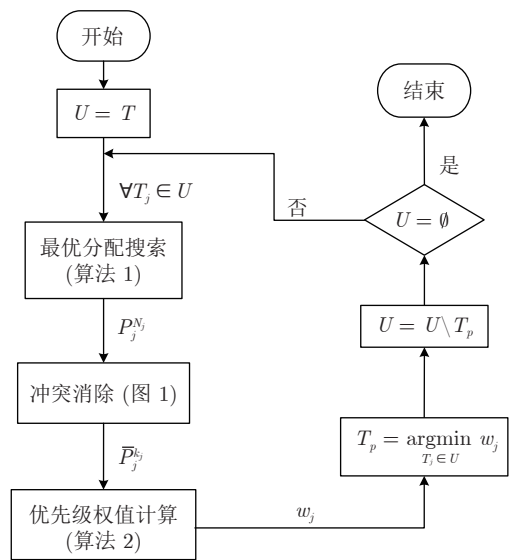 开始
U = T
∀T_j ∈ U
最优分配搜索
(算法 1)
P_j^{N_j}
冲突消除 (图 1)
P̅_j^{k_j}
优先级权值计算
(算法 2)
w_j
T_p = argmin w_j
T_j ∈ U
U = U\T_p
U = ∅
否
是
结束